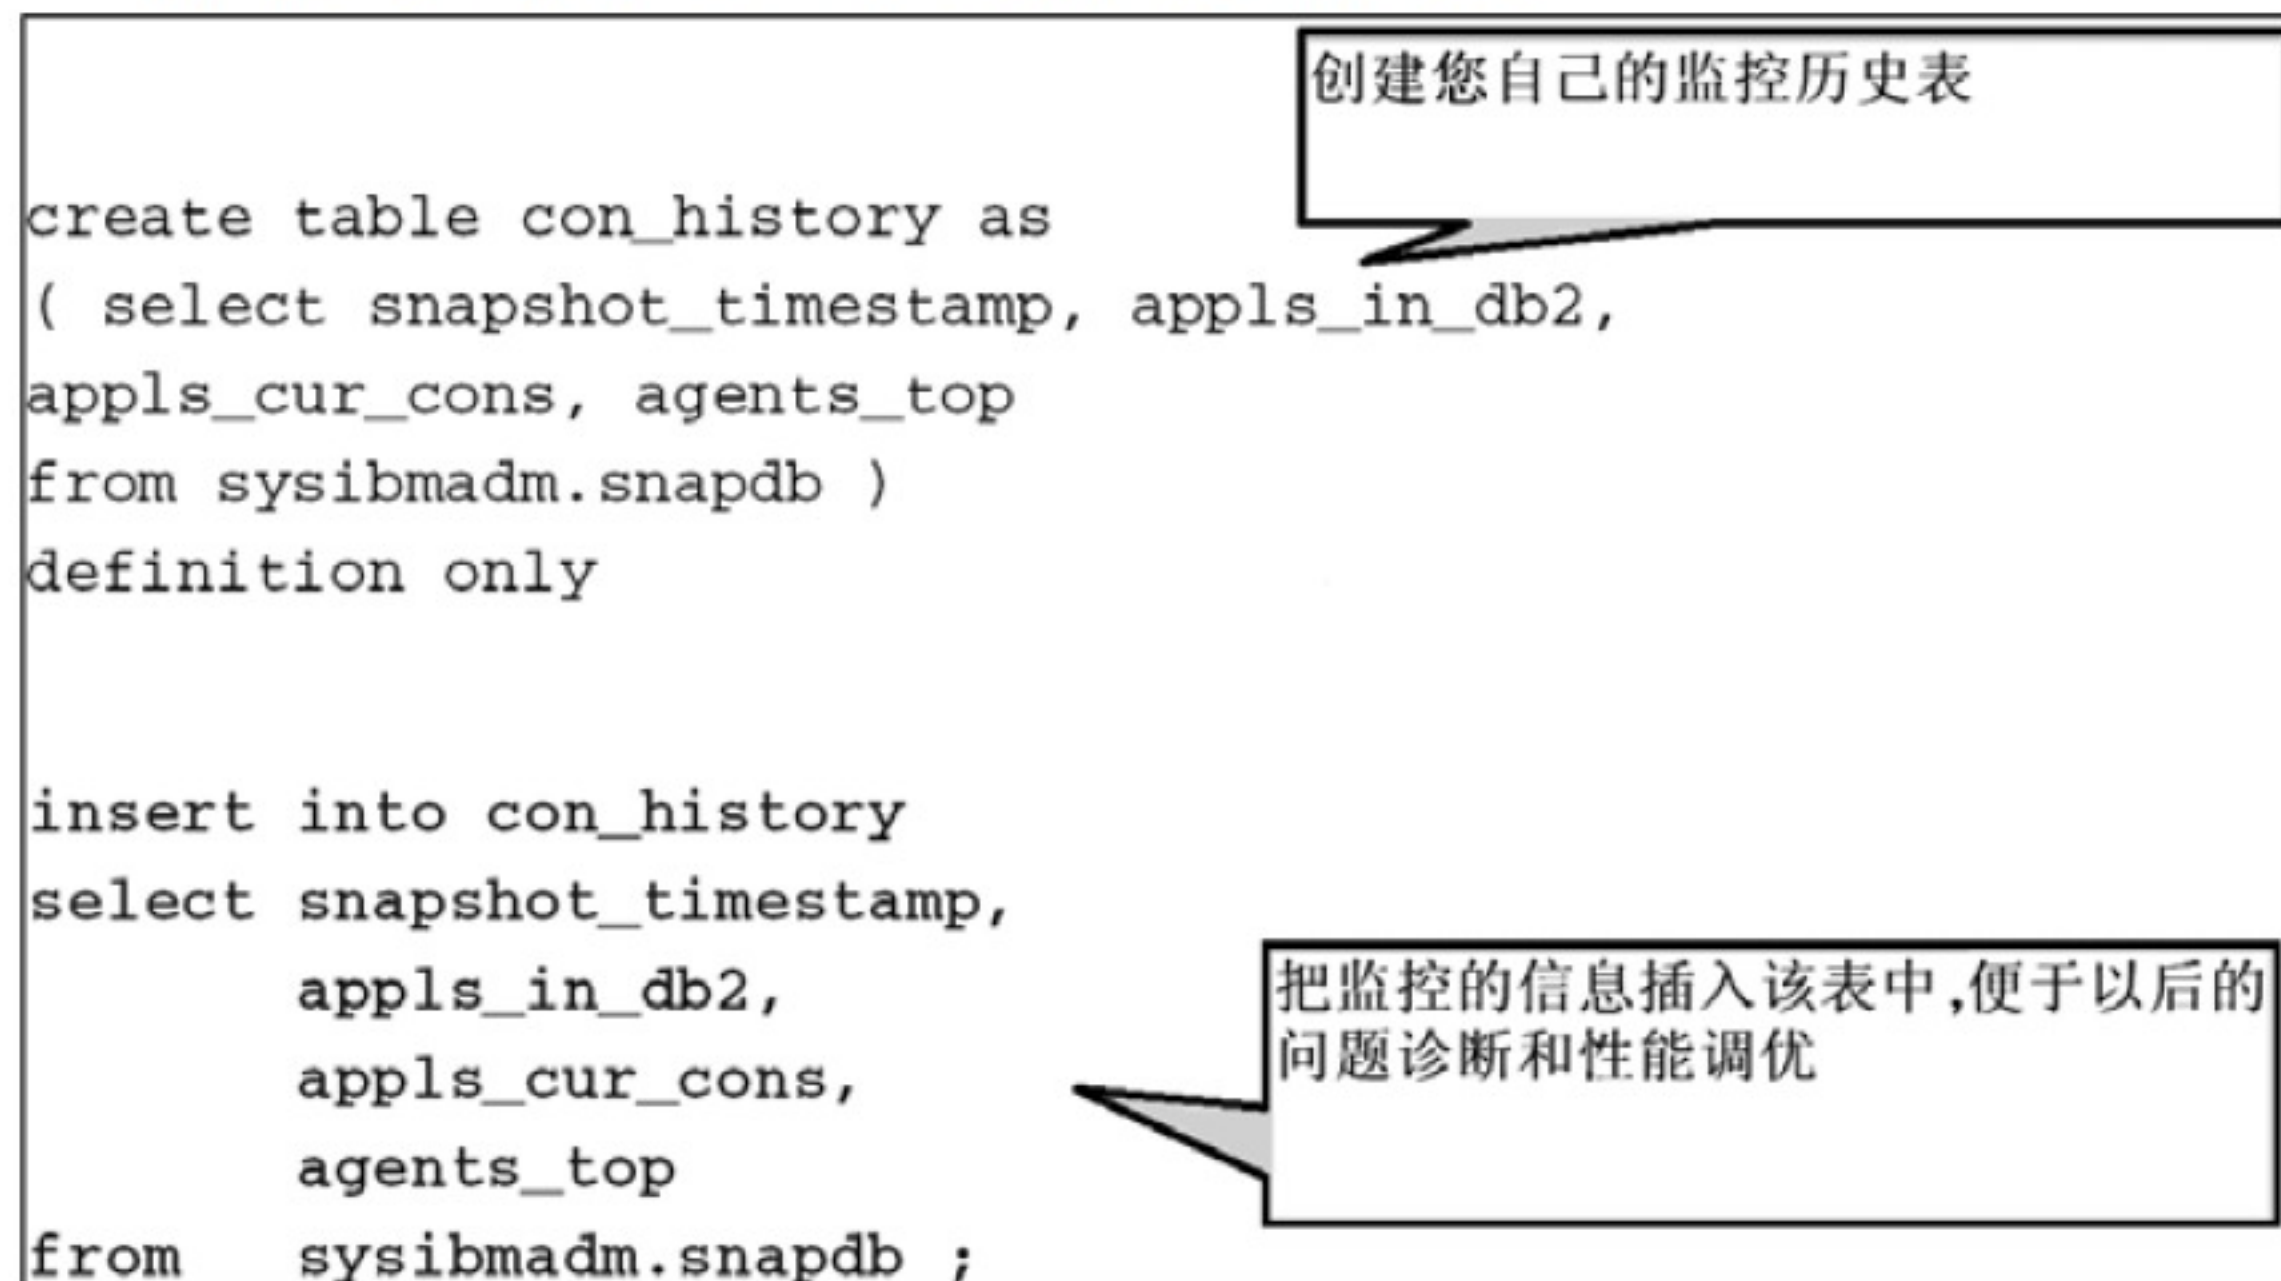 创建您自己的监控历史表
create table con_history as
( select snapshot_timestamp, appls_in_db2,
appls_cur_cons, agents_top
from sysibmadm.snapdb )
definition only
insert into con_history
select snapshot_timestamp,
appls_in_db2,
appls_cur_cons,
agents_top
from sysibmadm.snapdb ;
把监控的信息插入该表中,便于以后的
问题诊断和性能调优